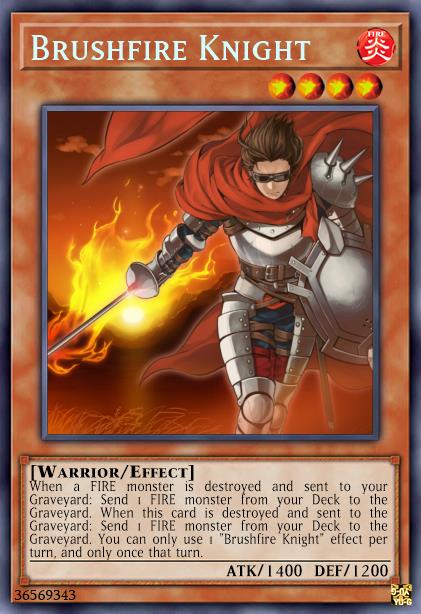 Brushfire Knight
FIRE
炎
[Warrior/Effect]
When a FIRE monster is destroyed and sent to your
Graveyard: Send 1 FIRE monster from your Deck to the
Graveyard. When this card is destroyed and sent to the
Graveyard: Send 1 FIRE monster from your Deck to the
Graveyard. You can only use 1 "Brushfire Knight" effect per
turn, and only once that turn.
ATK/1400 DEF/1200
36569343